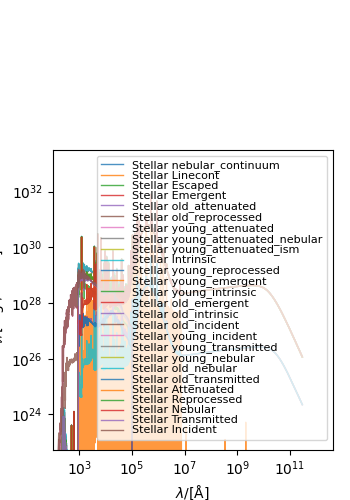 Stellar nebular_continuum
Stellar Linecont
Stellar Escaped
Stellar Emergent
Stellar old_attenuated
Stellar old_reprocessed
Stellar young_attenuated
Stellar young_attenuated_nebular
Stellar young_attenuated_ism
Stellar Intrinsic
Stellar young_reprocessed
Stellar young_emergent
Stellar young_intrinsic
Stellar old_emergent
Stellar old_intrinsic
Stellar old_incident
Stellar young_incident
Stellar young_transmitted
Stellar young_nebular
Stellar old_nebular
Stellar old_transmitted
Stellar Attenuated
Stellar Reprocessed
Stellar Nebular
Stellar Transmitted
Stellar Incident
10³² 
10³⁰
10²⁸
10²⁶
10²⁴
10³ 10⁵ 10⁷ 10⁹ 10¹¹
λ/[Å]